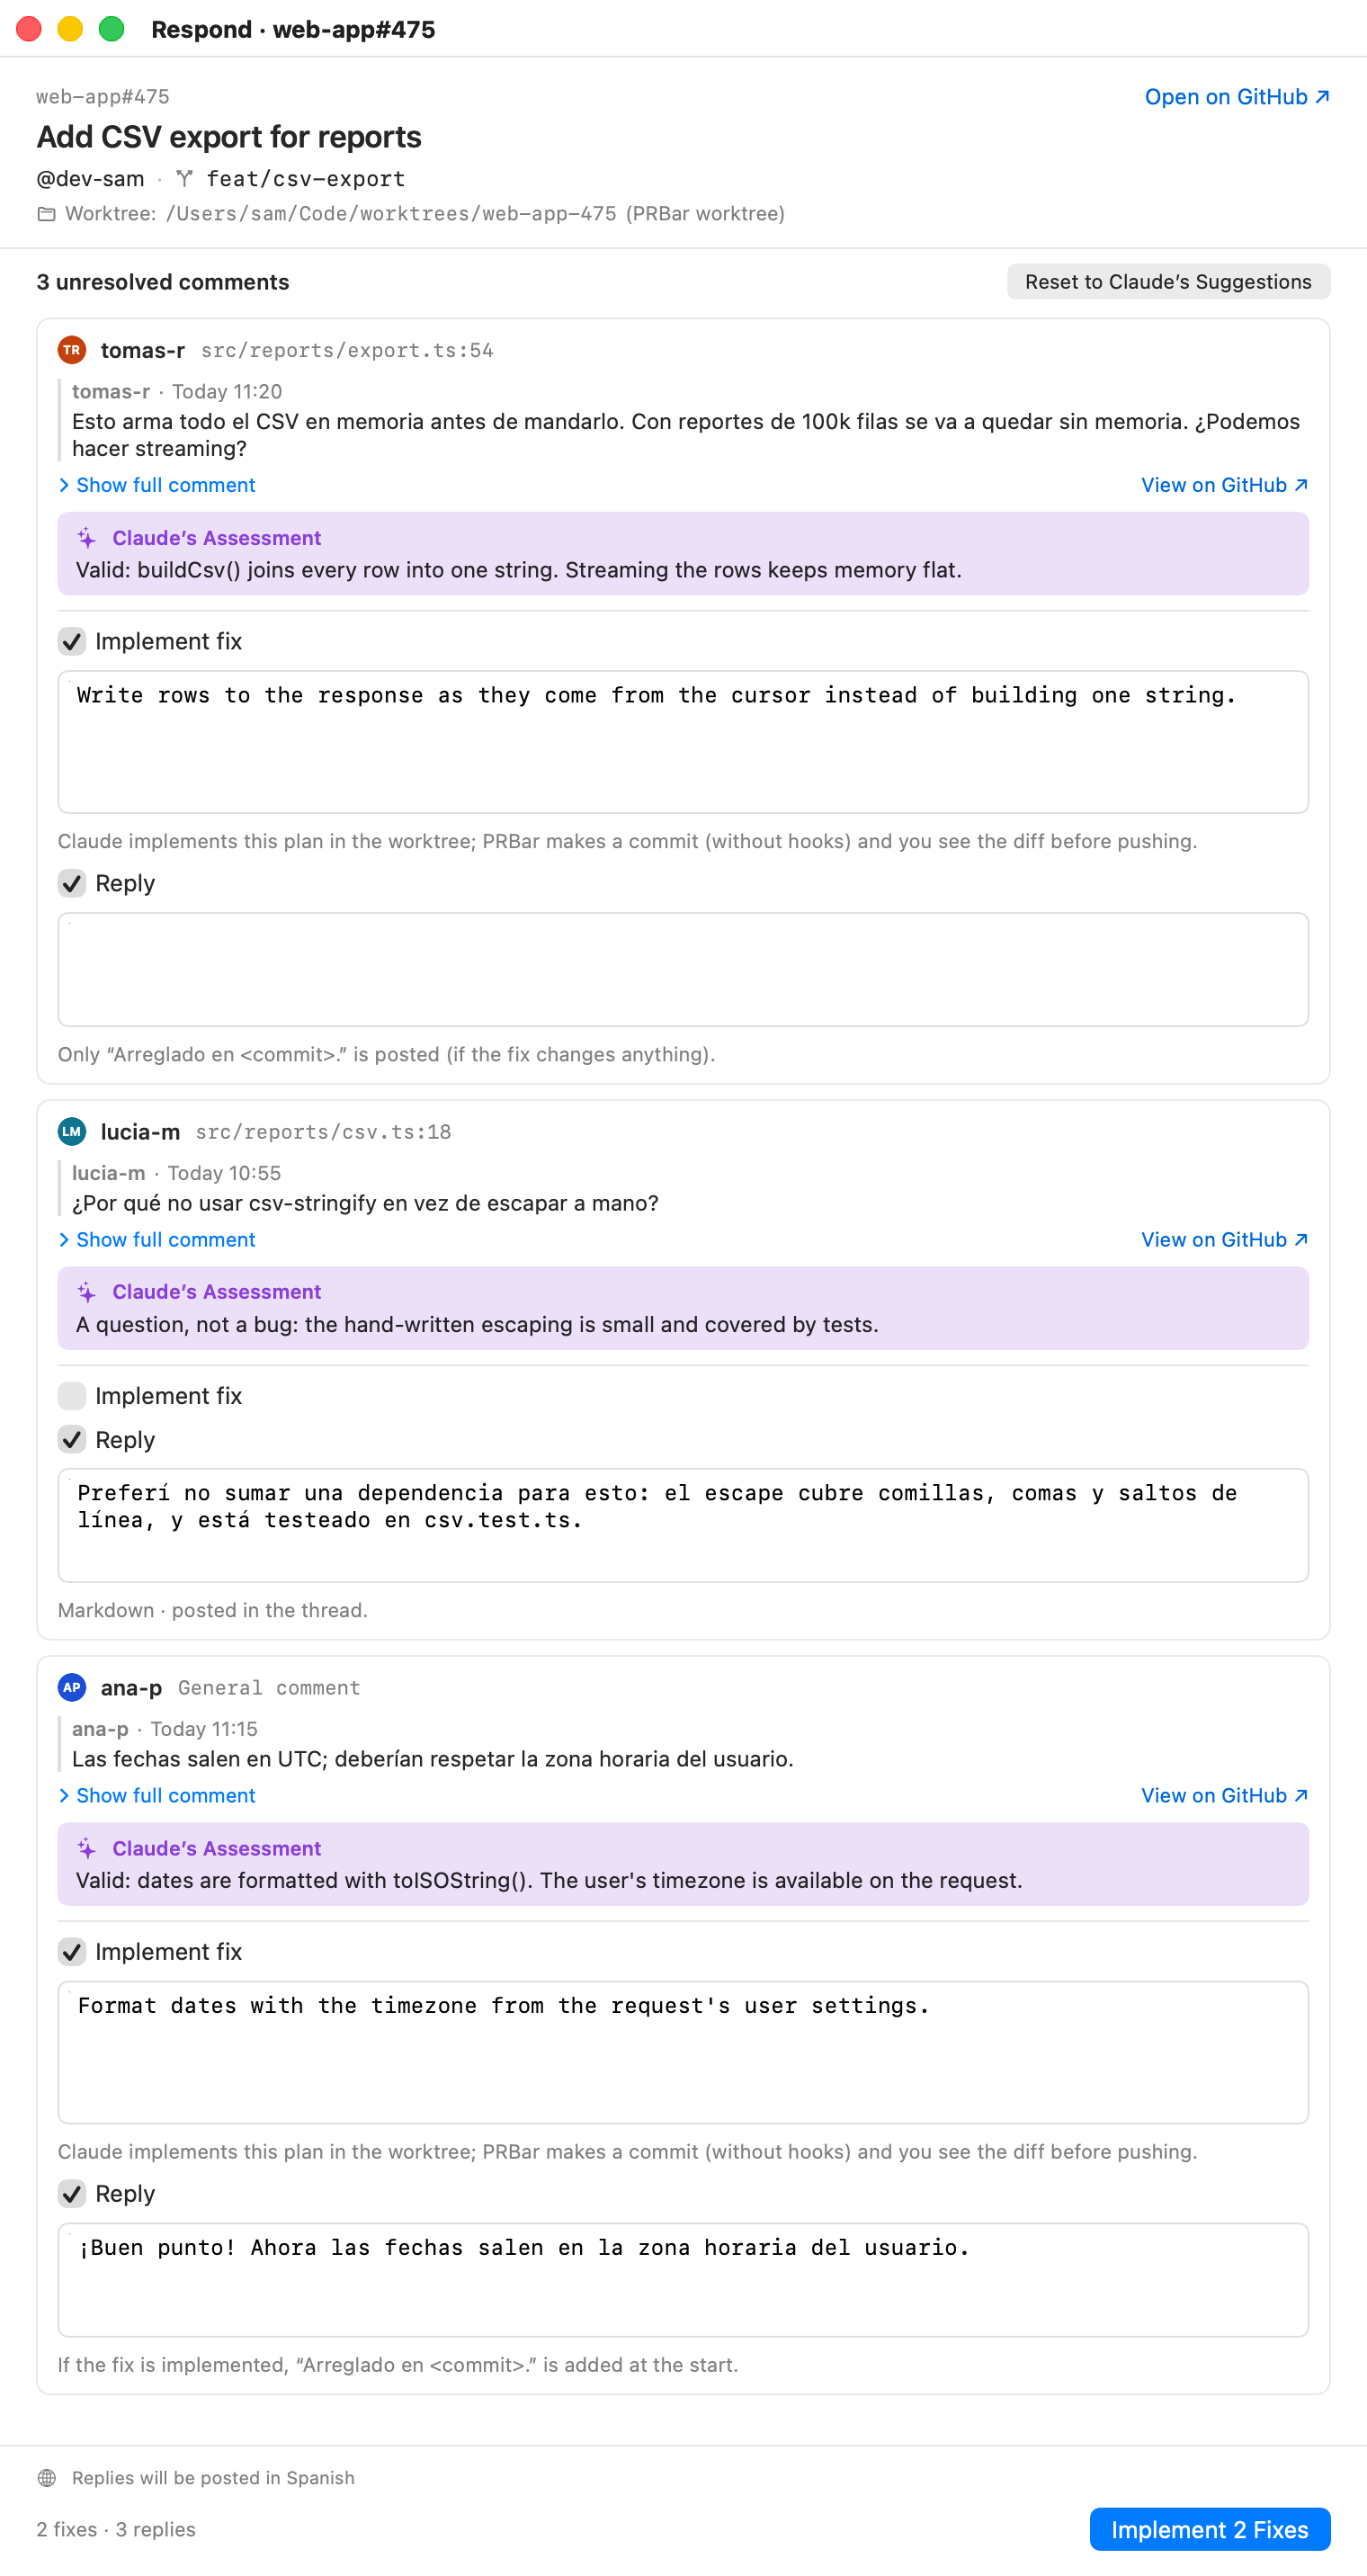 Respond · web-app#475
web-app#475
Open on GitHub ↗
Add CSV export for reports
@dev-sam · feat/csv-export
Worktree: /Users/sam/Code/worktrees/web-app-475 (PRBar worktree)
3 unresolved comments
Reset to Claude’s Suggestions
TR tomas-r src/reports/export.ts:54
tomas-r · Today 11:20
Esto arma todo el CSV en memoria antes de mandarlo. Con reportes de 100k filas se va a quedar sin memoria. ¿Podemos
hacer streaming?
> Show full comment
View on GitHub ↗
Claude’s Assessment
Valid: buildCsv() joins every row into one string. Streaming the rows keeps memory flat.
Implement fix
Write rows to the response as they come from the cursor instead of building one string.
Claude implements this plan in the worktree; PRBar makes a commit (without hooks) and you see the diff before pushing.
Reply
Only “Arreglado en <commit>.” is posted (if the fix changes anything).
LM lucia-m src/reports/csv.ts:18
lucia-m · Today 10:55
¿Por qué no usar csv-stringify en vez de escapar a mano?
> Show full comment
View on GitHub ↗
Claude’s Assessment
A question, not a bug: the hand-written escaping is small and covered by tests.
Implement fix
Reply
Preferí no sumar una dependencia para esto: el escape cubre comillas, comas y saltos de
línea, y está testeado en csv.test.ts.
Markdown · posted in the thread.
AP ana-p General comment
ana-p · Today 11:15
Las fechas salen en UTC; deberían respetar la zona horaria del usuario.
> Show full comment
View on GitHub ↗
Claude’s Assessment
Valid: dates are formatted with toISOString(). The user's timezone is available on the request.
Implement fix
Format dates with the timezone from the request's user settings.
Claude implements this plan in the worktree; PRBar makes a commit (without hooks) and you see the diff before pushing.
Reply
¡Buen punto! Ahora las fechas salen en la zona horaria del usuario.
If the fix is implemented, “Arreglado en <commit>.” is added at the start.
Replies will be posted in Spanish
2 fixes · 3 replies
Implement 2 Fixes